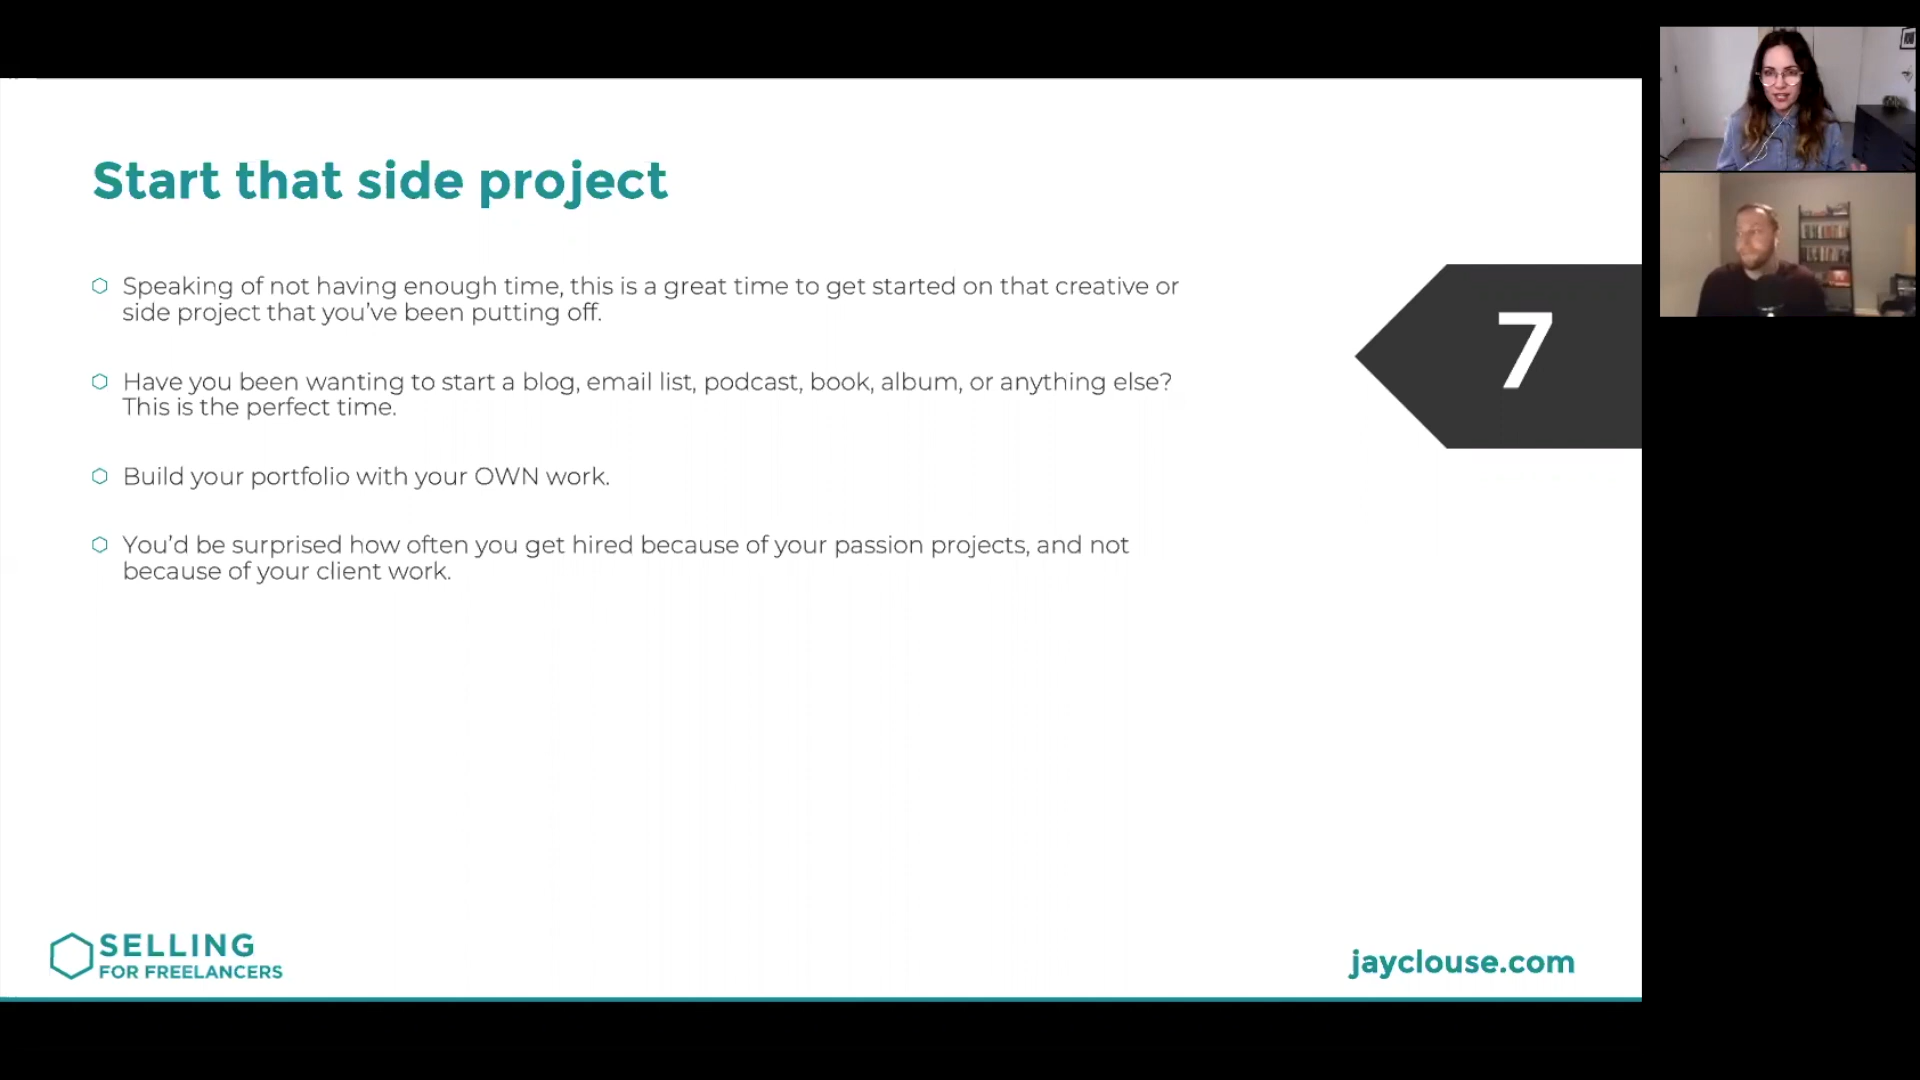 Start that side project
Speaking of not having enough time, this is a great time to get started on that creative or
side project that you’ve been putting off.
7
Have you been wanting to start a blog, email list, podcast, book, album, or anything else?
This is the perfect time.
Build your portfolio with your OWN work.
You’d be surprised how often you get hired because of your passion projects, and not
because of your client work.
SELLING
FOR FREELANCERS
jayclouse.com